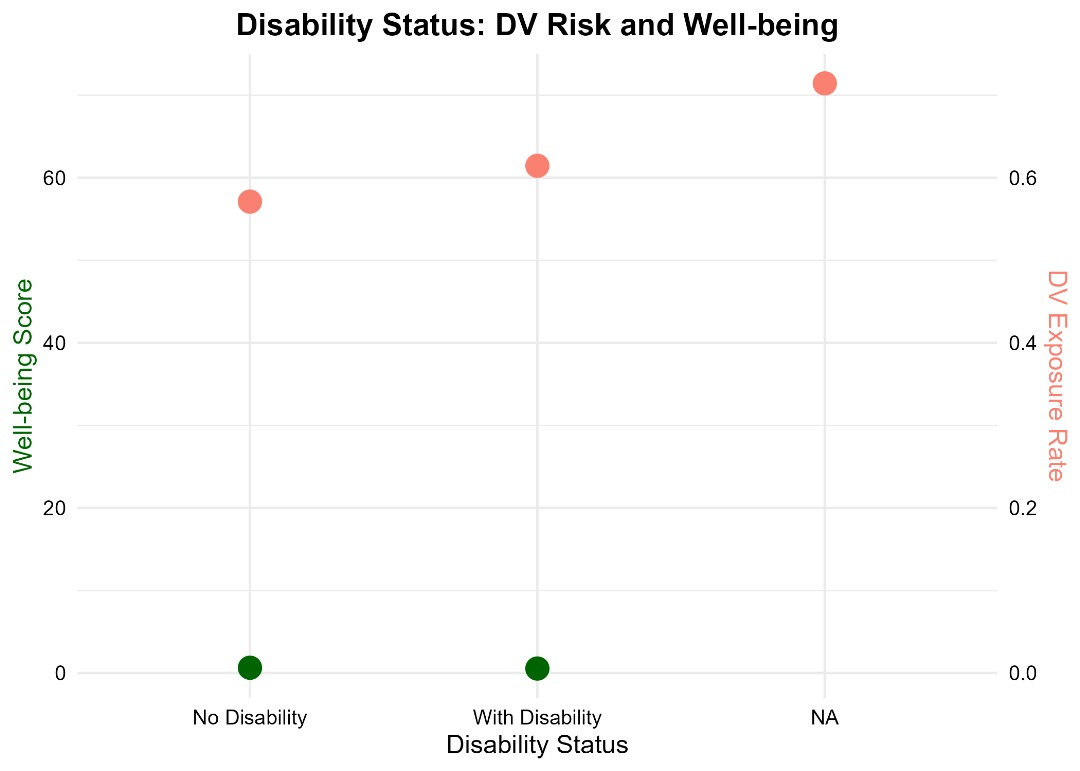 Disability Status: DV Risk and Well-being
Well-being Score
60
40
20
0
0.6
0.4
0.2
0.0
DV Exposure Rate
No Disability
With Disability
NA
Disability Status